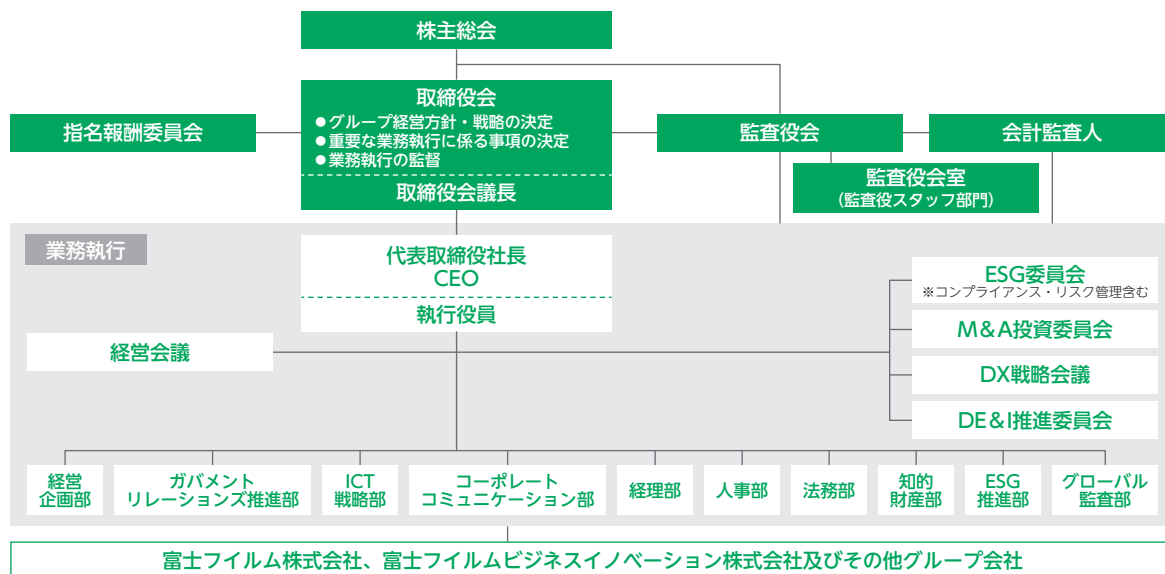 株主総会
取締役会
●グループ経営方針・戦略の決定
●重要な業務執行に係る事項の決定
●業務執行の監督
取締役会議長
指名報酬委員会
監査役会
会計監査人
監査役会室
(監査役スタッフ部門)
業務執行
代表取締役社長
CEO
執行役員
経営会議
ESG委員会
※コンプライアンス・リスク管理含む
M&A投資委員会
DX戦略会議
DE&I推進委員会
経営
企画部
ガバメント
リレーションズ推進部
ICT
戦略部
コーポレート
コミュニケーション部
経理部
人事部
法務部
知的
財産部
ESG
推進部
グローバル
監査部
富士フイルム株式会社、富士フイルムビジネスイノベーション株式会社及びその他グループ会社